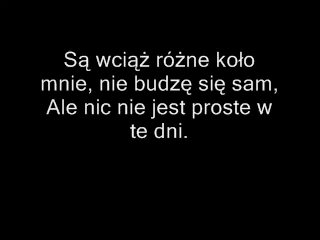 Są wciąż różne koło
mnie, nie budzę się sam,
Ale nic nie jest proste w
te dni.